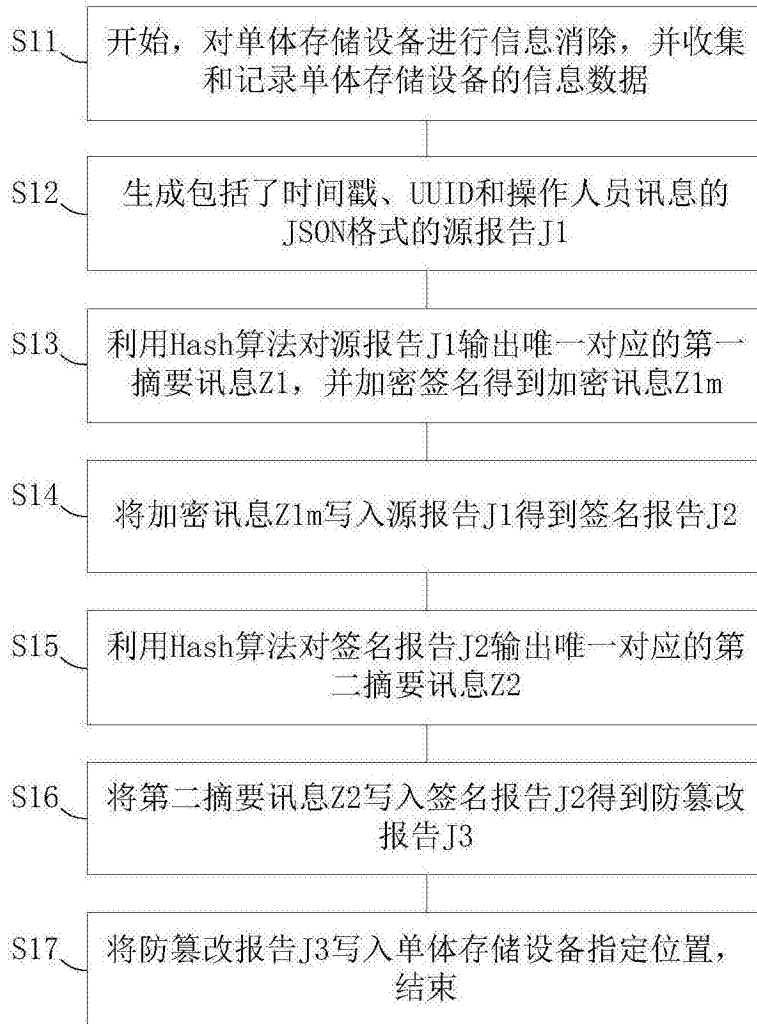 S11
开始，对单体存储设备进行信息消除，并收集
和记录单体存储设备的信息数据
S12
生成包括了时间戳、UUID和操作人员讯息的
JSON格式的源报告J1
S13
利用Hash算法对源报告J1输出唯一对应的第一
摘要讯息Z1，并加密签名得到加密讯息Z1m
S14
将加密讯息Z1m写入源报告J1得到签名报告J2
S15
利用Hash算法对签名报告J2输出唯一对应的第
二摘要讯息Z2
S16
将第二摘要讯息Z2写入签名报告J2得到防篡改
报告J3
S17
将防篡改报告J3写入单体存储设备指定位置，
结束